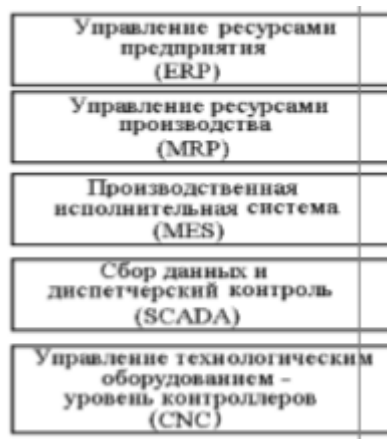 Управление ресурсами
предприятия
(ERP)
Управление ресурсами
производства
(MRP)
Производственная
исполнительная система
(MES)
Сбор данных и
диспетчерский контроль
(SCADA)
Управление технологическим
оборудованием –
уровень контроллеров
(CNC)